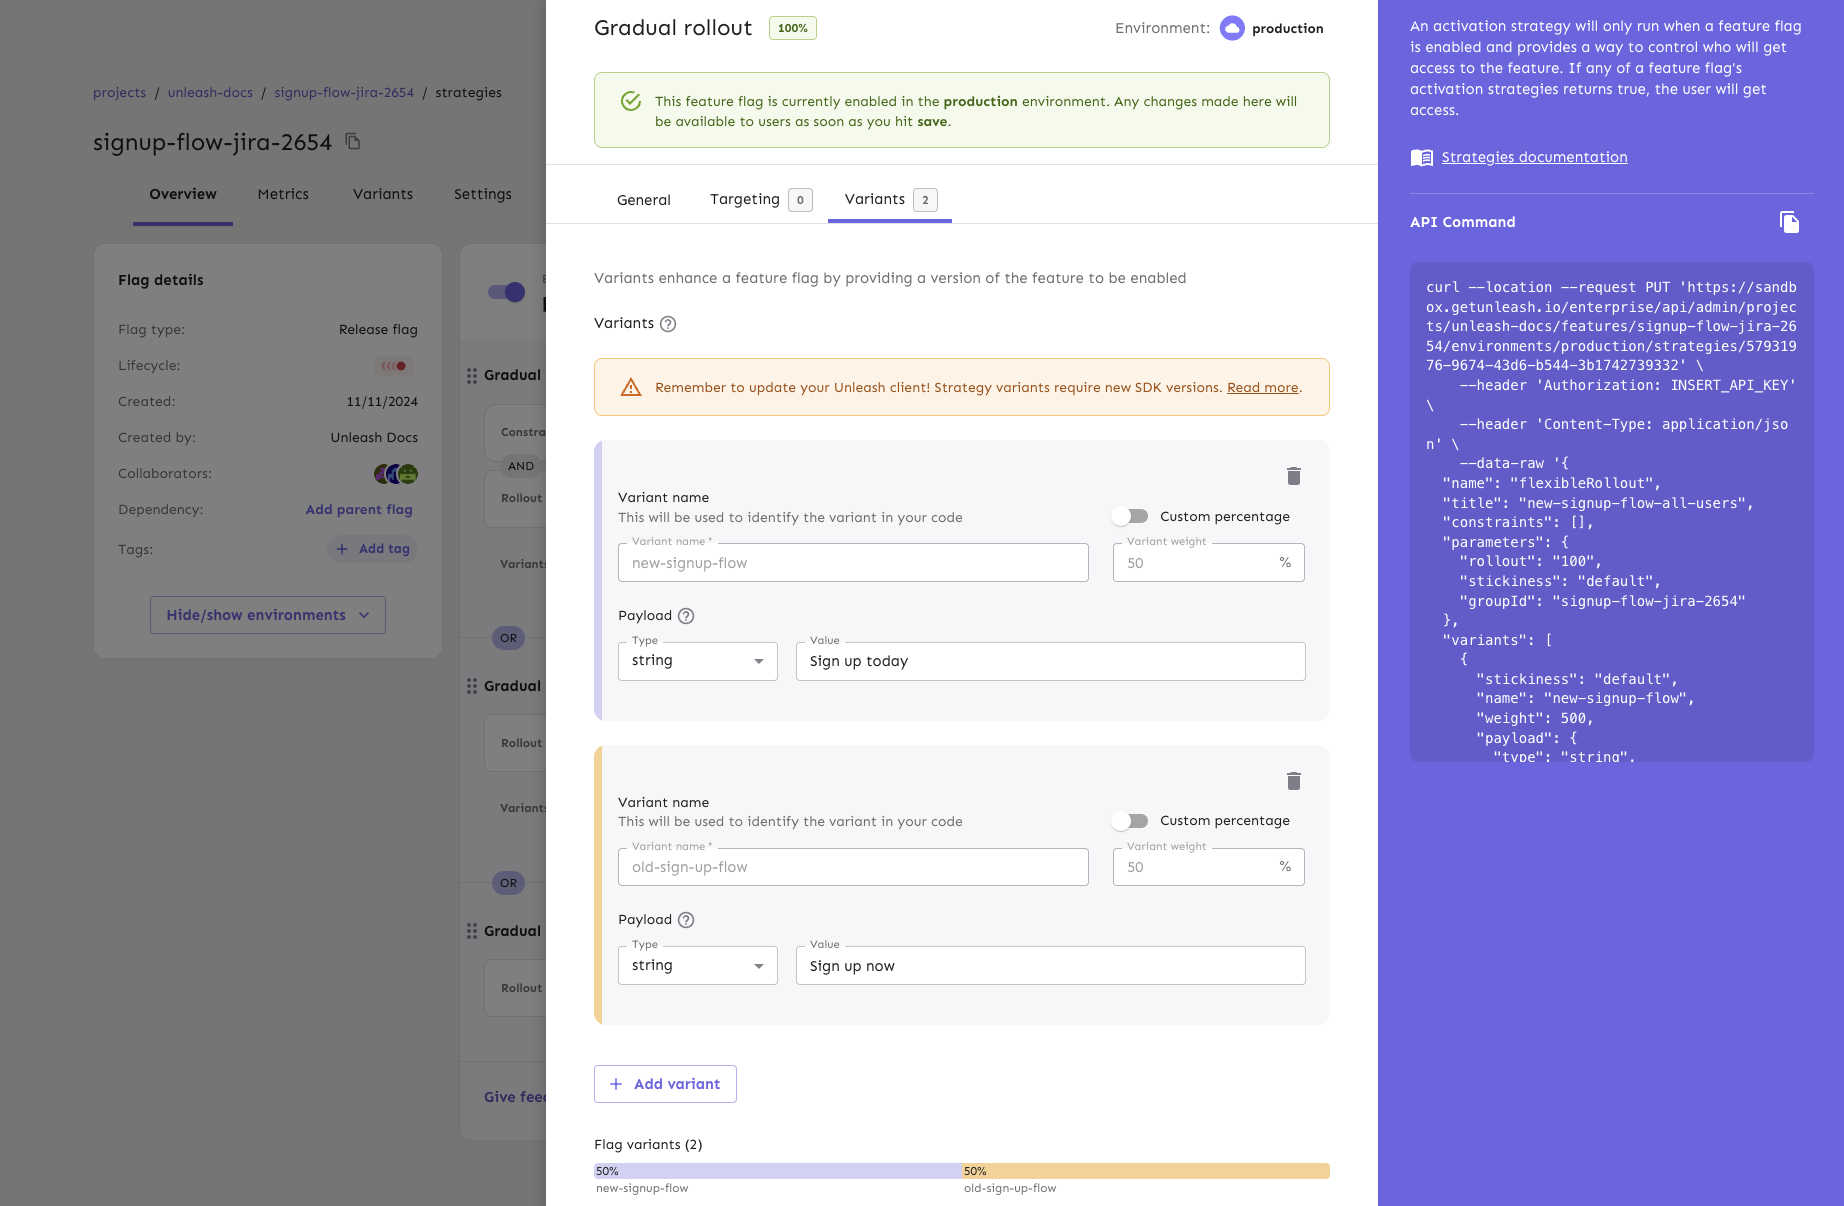 projects / unleash-docs / signup-flow-jira-2654 / strategies
signup-flow-jira-2654
Overview
Metrics
Variants
Settings
Flag details
Flag type:
Release flag
Lifecycle:
Created:
11/11/2024
Created by:
Unleash Docs
Collaborators:
Dependency:
Add parent flag
Tags:
+ Add tag
Hide/show environments
Gradual
Constra
AND
Rollout
Variants
OR
Gradual
Rollout
Variants
OR
Gradual
Rollout
Give fee
Gradual rollout
100%
Environment:
production
This feature flag is currently enabled in the production environment. Any changes made here will
be available to users as soon as you hit save.
General
Targeting 0
Variants 2
Variants enhance a feature flag by providing a version of the feature to be enabled
Variants
Remember to update your Unleash client! Strategy variants require new SDK versions. Read more.
Variant name
This will be used to identify the variant in your code
Custom percentage
Variant name *
new-signup-flow
Variant weight
50 %
Payload
Type
string
Value
Sign up today
Variant name
This will be used to identify the variant in your code
Custom percentage
Variant name *
old-sign-up-flow
Variant weight
50 %
Payload
Type
string
Value
Sign up now
+ Add variant
Flag variants (2)
50%
50%
new-signup-flow
old-sign-up-flow
An activation strategy will only run when a feature flag
is enabled and provides a way to control who will get
access to the feature. If any of a feature flag's
activation strategies returns true, the user will get
access.
Strategies documentation
API Command
curl --location --request PUT 'https://sandb
ox.getunleash.io/enterprise/api/admin/projec
ts/unleash-docs/features/signup-flow-jira-26
54/environments/production/strategies/579319
76-9674-43d6-b544-3b1742739332' \
--header 'Authorization: INSERT_API_KEY'
\
--header 'Content-Type: application/jso
n' \
--data-raw '{
"name": "flexibleRollout",
"title": "new-signup-flow-all-users",
"constraints": [],
"parameters": {
"rollout": "100",
"stickiness": "default",
"groupId": "signup-flow-jira-2654"
},
"variants": [
{
"stickiness": "default",
"name": "new-signup-flow",
"weight": 500,
"payload": {
"type": "string",